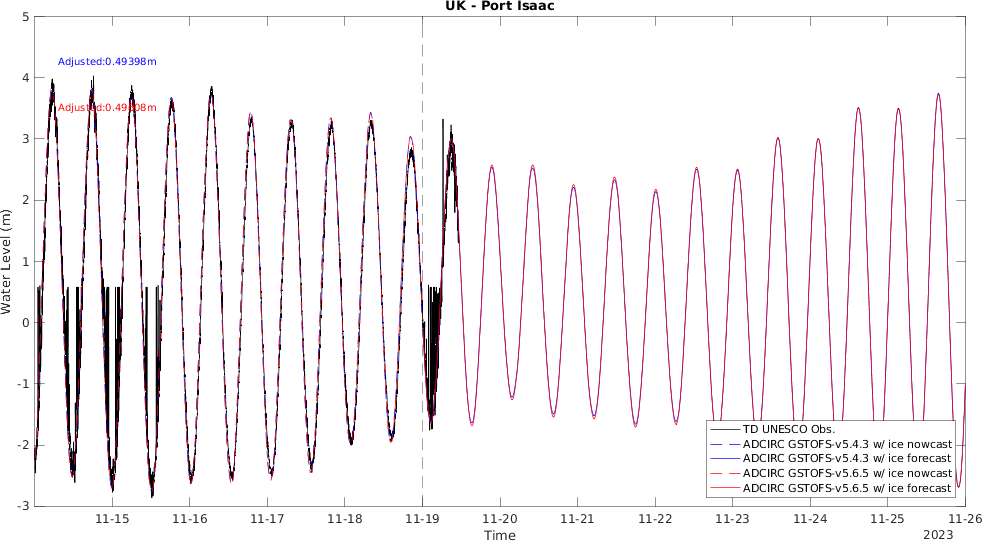 UK - Port Isaac
5
4
3
2
1
0
-1
-2
-3
Water Level (m)
Adjusted:0.49398m
TD UNESCO Obs.
ADCIRC GSTOFS-v5.4.3 w/ ice nowcast
ADCIRC GSTOFS-v5.4.3 w/ ice forecast
ADCIRC GSTOFS-v5.6.5 w/ ice nowcast
ADCIRC GSTOFS-v5.6.5 w/ ice forecast
11-15
11-16
11-17
11-18
11-19
11-20
11-21
11-22
11-23
11-24
11-25
11-26
Time
2023